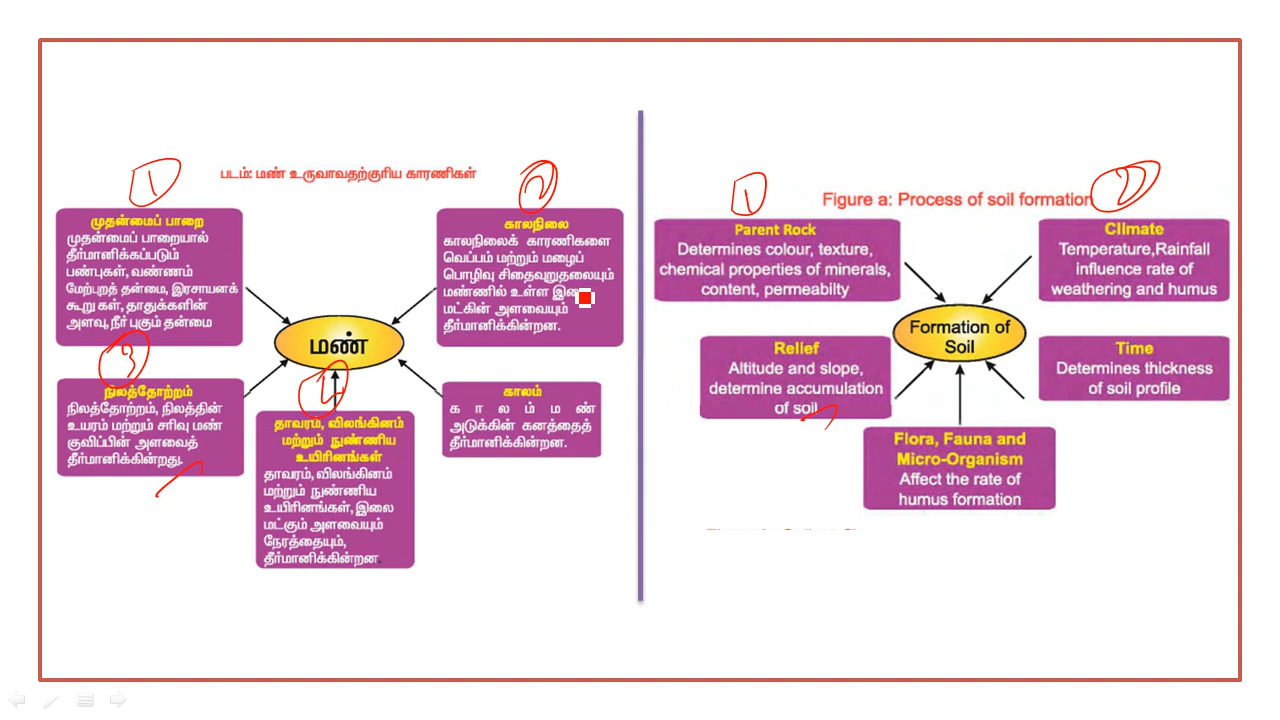 படம்: மண் உருவாவதற்குரிய காரணிகள்
1
முதன்மைப் பாறை
முதன்மைப் பாறையால்
தீர்மானிக்கப்படும்
பண்புகள், வண்ணம்
மேற்புறத் தன்மை, இரசாயனக்
கூறு கள், தாதுக்களின்
அளவு, நீர் புகும் தன்மை
2
காலநிலை
காலநிலைக் காரணிகளை
வெப்பம் மற்றும் மழைப்
பொழிவு சிதைவுறுதலையும்
மண்ணில் உள்ள
மட்கின் அளவையும்
தீர்மானிக்கின்றன.
மண்
3
நிலத்தோற்றம்
நிலத்தோற்றம், நிலத்தின்
உயரம் மற்றும் சரிவு மண்
குவிப்பின் அளவைத்
தீர்மானிக்கின்றது.
4
தாவரம், விலங்கினம்
மற்றும் நுண்ணிய
உயிரினங்கள்
தாவரம், விலங்கினம்
மற்றும் நுண்ணிய
உயிரினங்கள், இலை
மட்கும் அளவையும்
நேரத்தையும்,
தீர்மானிக்கின்றன.
காலம்
கா ல ம் ம ண்
அடுக்கின் கனத்தைத்
தீர்மானிக்கின்றன.
Figure a: Process of soil formation
1
Parent Rock
Determines colour, texture,
chemical properties of minerals,
content, permeabilty
2
Climate
Temperature,Rainfall
influence rate of
weathering and humus
Formation of
Soil
Relief
Altitude and slope,
determine accumulation
of soil
Time
Determines thickness
of soil profile
Flora, Fauna and
Micro-Organism
Affect the rate of
humus formation